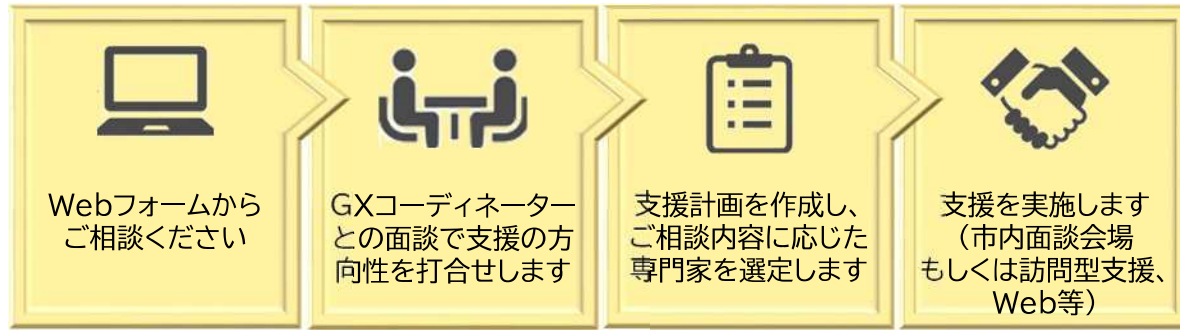 Webフォームから
ご相談ください
GXコーディネーター
との面談で支援の方
向性を打合せします
支援計画を作成し、
ご相談内容に応じた
専門家を選定します
支援を実施します
（市内面談会場
もしくは訪問型支援、
Web等）